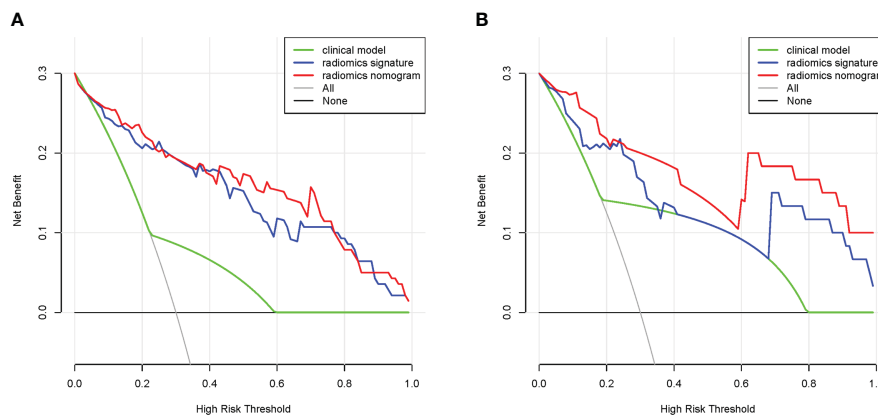 A
clinical model
radiomics signature
radiomics nomogram
All
None
Net Benefit
0.3
0.2
0.1
0.0
0.0
0.2
0.4
0.6
0.8
1.0
High Risk Threshold
B
clinical model
radiomics signature
radiomics nomogram
All
None
Net Benefit
0.3
0.2
0.1
0.0
0.0
0.2
0.4
0.6
0.8
1.
High Risk Threshold